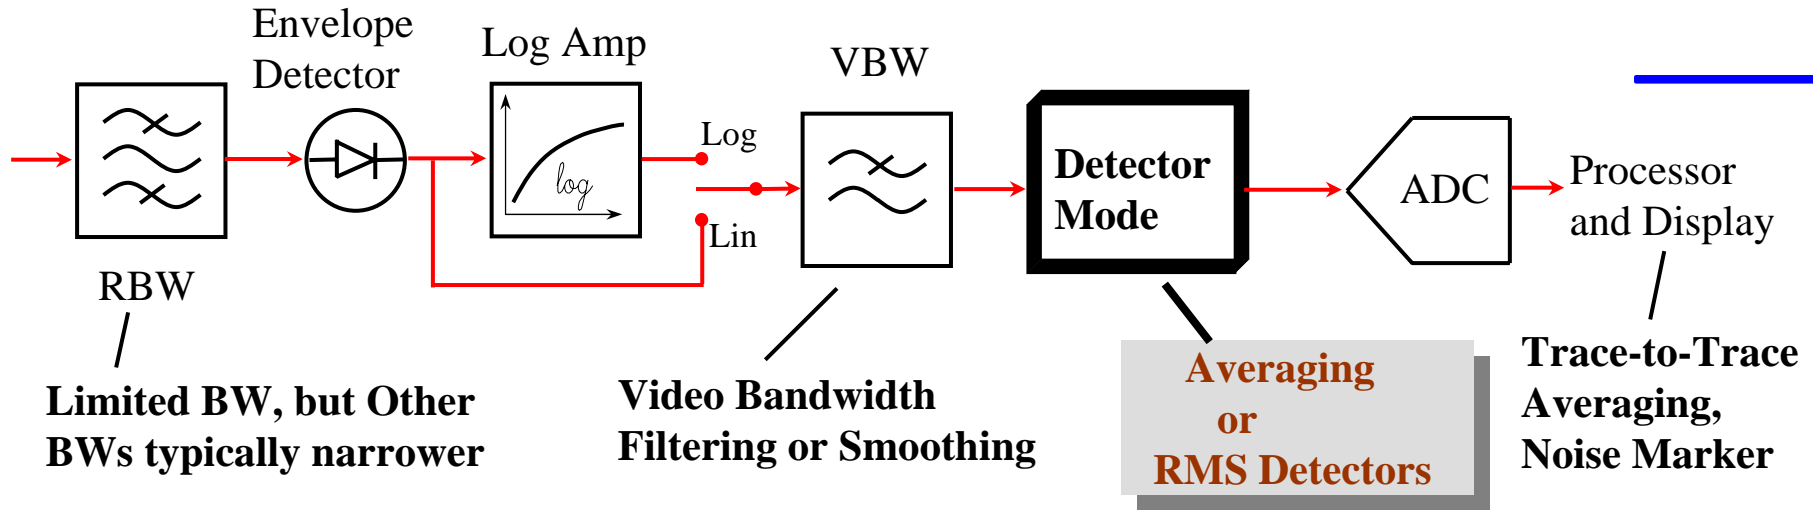 Envelope
Detector
Log Amp
VBW
log
Log
Lin
Detector
Mode
ADC
Processor
and Display
RBW
Limited BW, but Other
BWs typically narrower
Video Bandwidth
Filtering or Smoothing
Averaging
or
RMS Detectors
Trace-to-Trace
Averaging,
Noise Marker